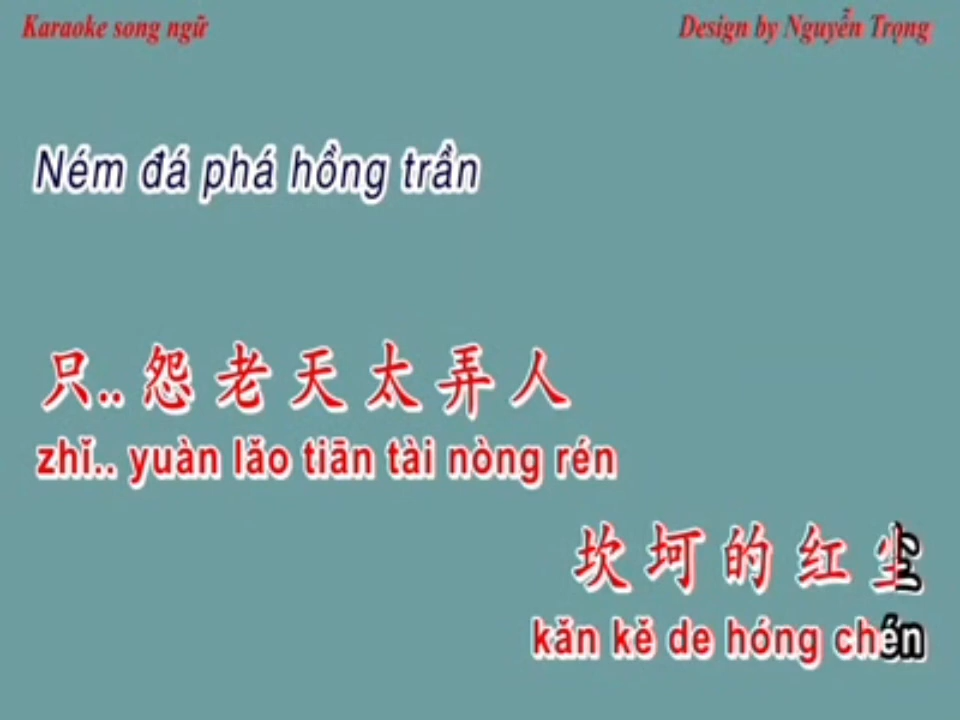 Karaoke song ngữ
Design by Nguyễn Trọng
Ném đá phá hồng trần
只.. 怨老天太弄人
zhǐ.. yuàn lǎo tiān tài nòng rén
坎坷的红尘
kǎn kě de hóng chén